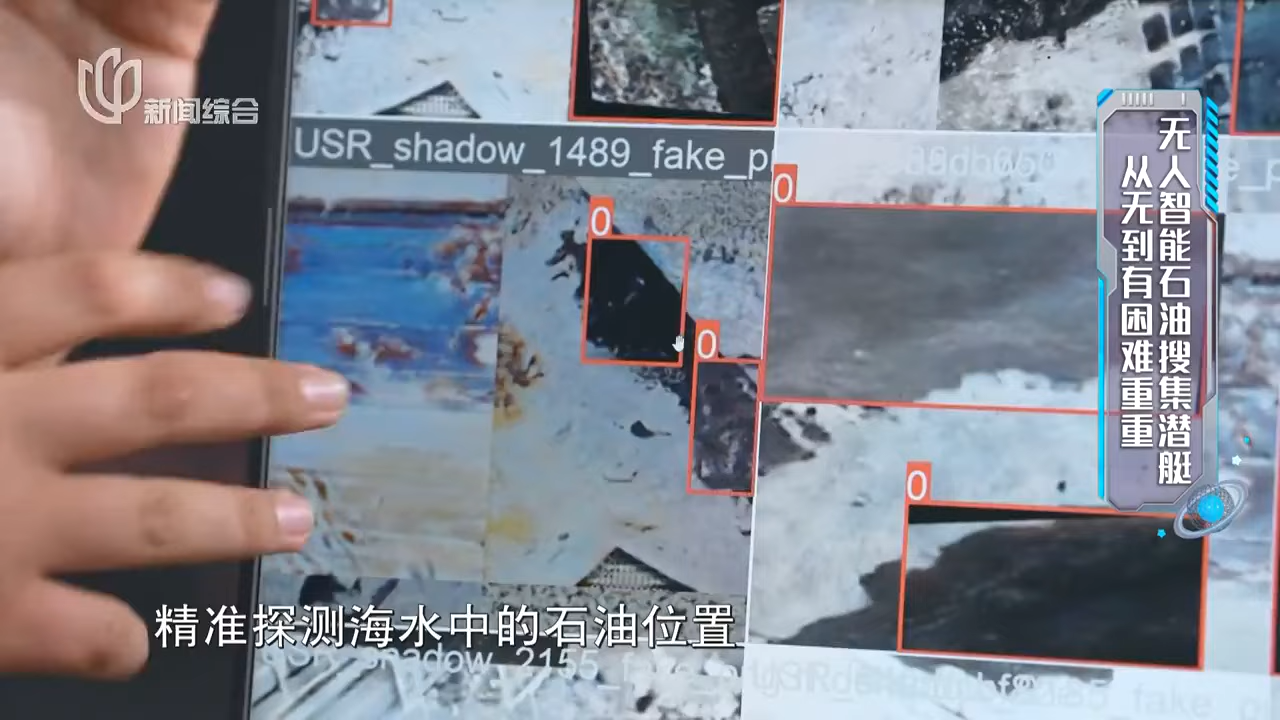 新闻综合
USR_shadow_1489_fake_p
0
0
0
0
无人智能石油搜集潜艇
从无到有困难重重
精准探测海水中的石油位置
USR_shadow_2155_fake_